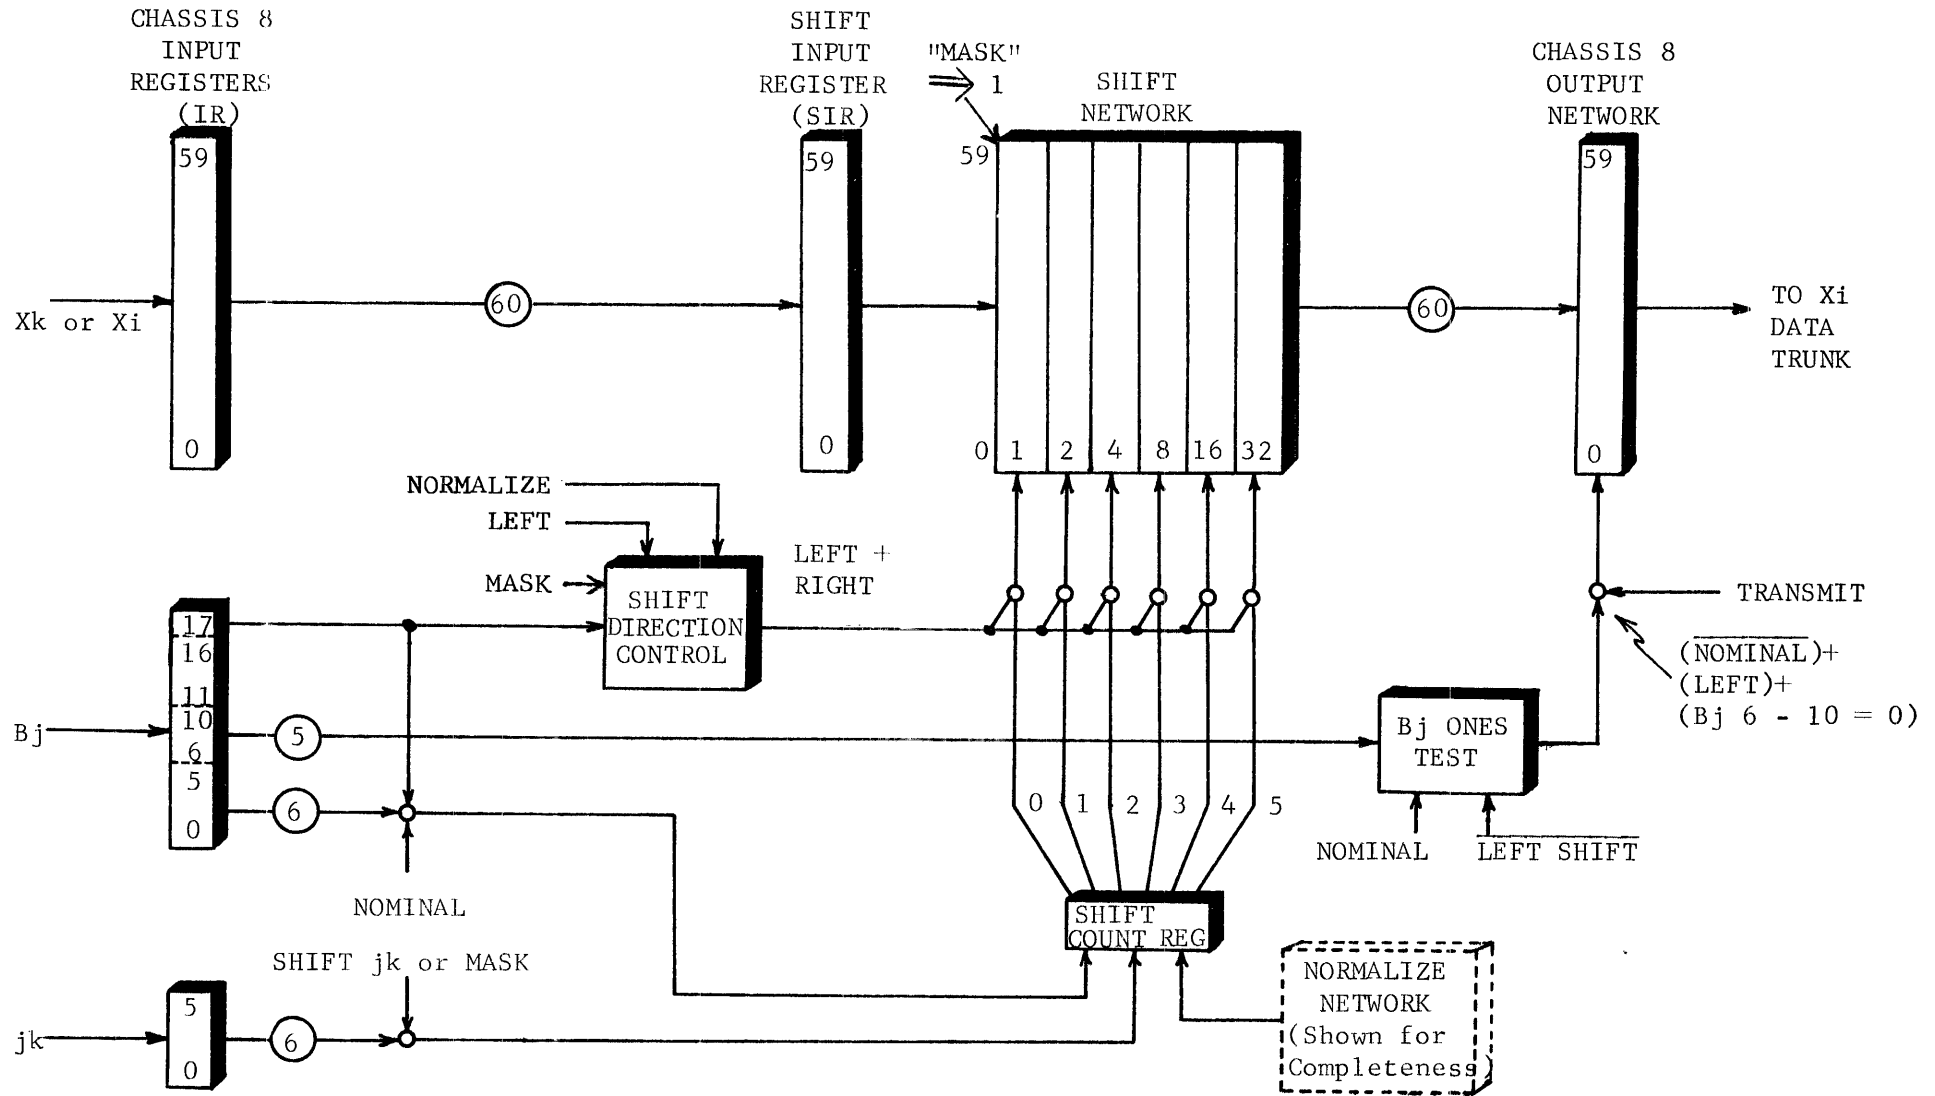 CHASSIS 8
INPUT
REGISTERS
(IR)
SHIFT
INPUT
REGISTER
(SIR)
"MASK"
⇒ 1
SHIFT
NETWORK
CHASSIS 8
OUTPUT
NETWORK
59
59
59
59
60
60
Xk or Xi
TO Xi
DATA
TRUNK
0
0
0
1
2
4
8
16
32
0
NORMALIZE
LEFT
MASK
LEFT +
RIGHT
SHIFT
DIRECTION
CONTROL
TRANSMIT
(NOMINAL)+
(LEFT)+
(Bj 6 - 10 = 0)
17
16
11
10
6
5
0
Bj
5
6
Bj ONES
TEST
NOMINAL
LEFT SHIFT
0
1
2
3
4
5
NOMINAL
SHIFT jk or MASK
SHIFT
COUNT REG
NORMALIZE
NETWORK
(Shown for
Completeness)
jk
5
0
6